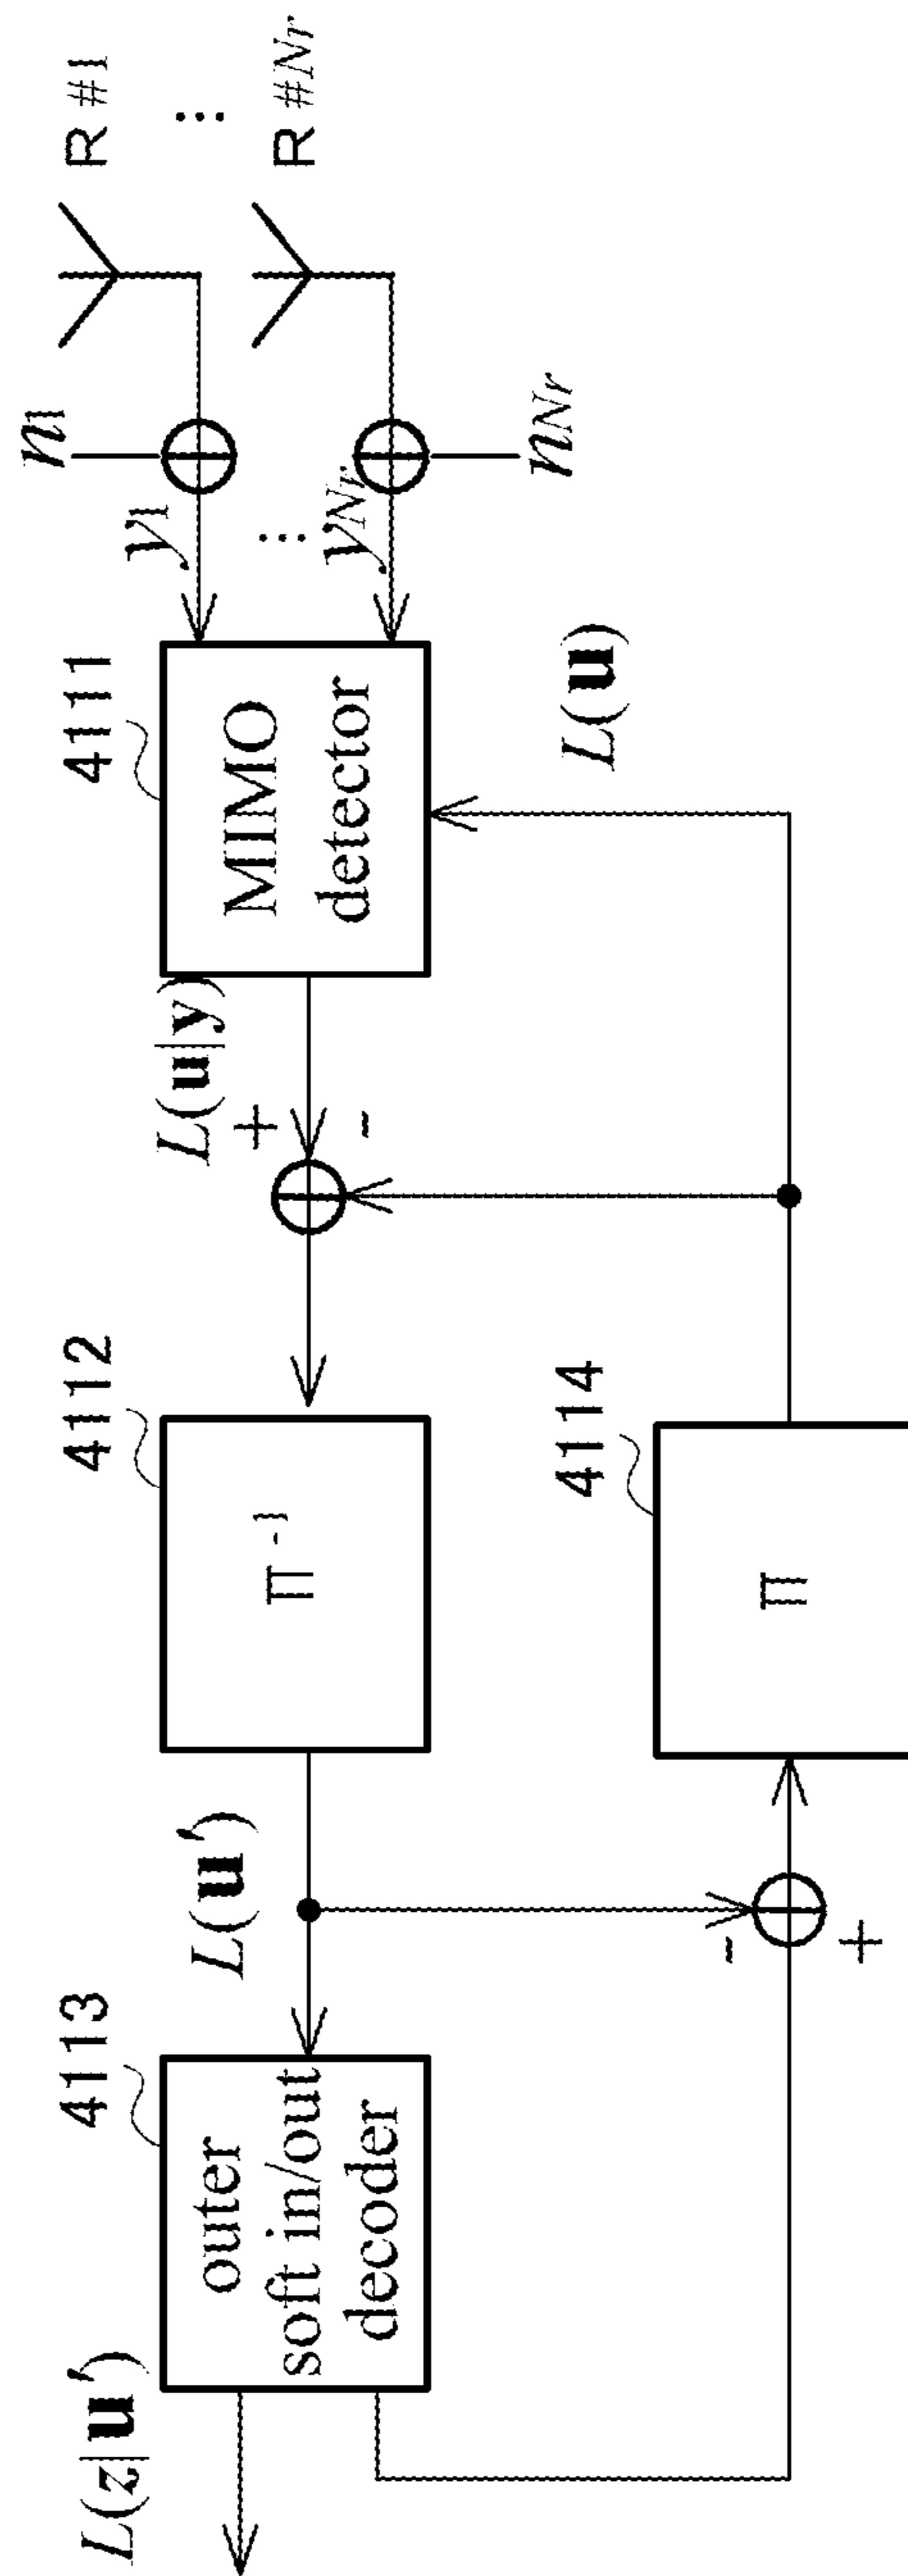 R #1
⋮
R #Nr
n1
nNr
y1
⋮
yNr
4111
MIMO
detector
L(u)
L(u|y)
+
-
4112
Π -1
4114
Π
L(u')
-
+
4113
outer
soft in/out
decoder
L(z|u')